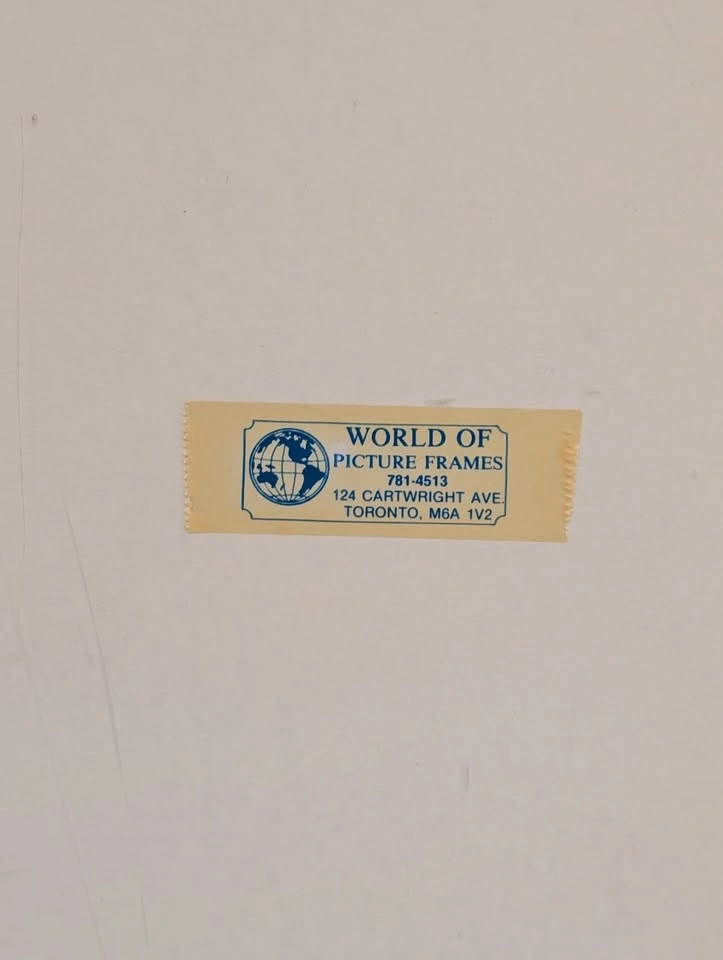 WORLD OF
PICTURE FRAMES
781-4513
124 CARTWRIGHT AVE.
TORONTO, M6A 1V2